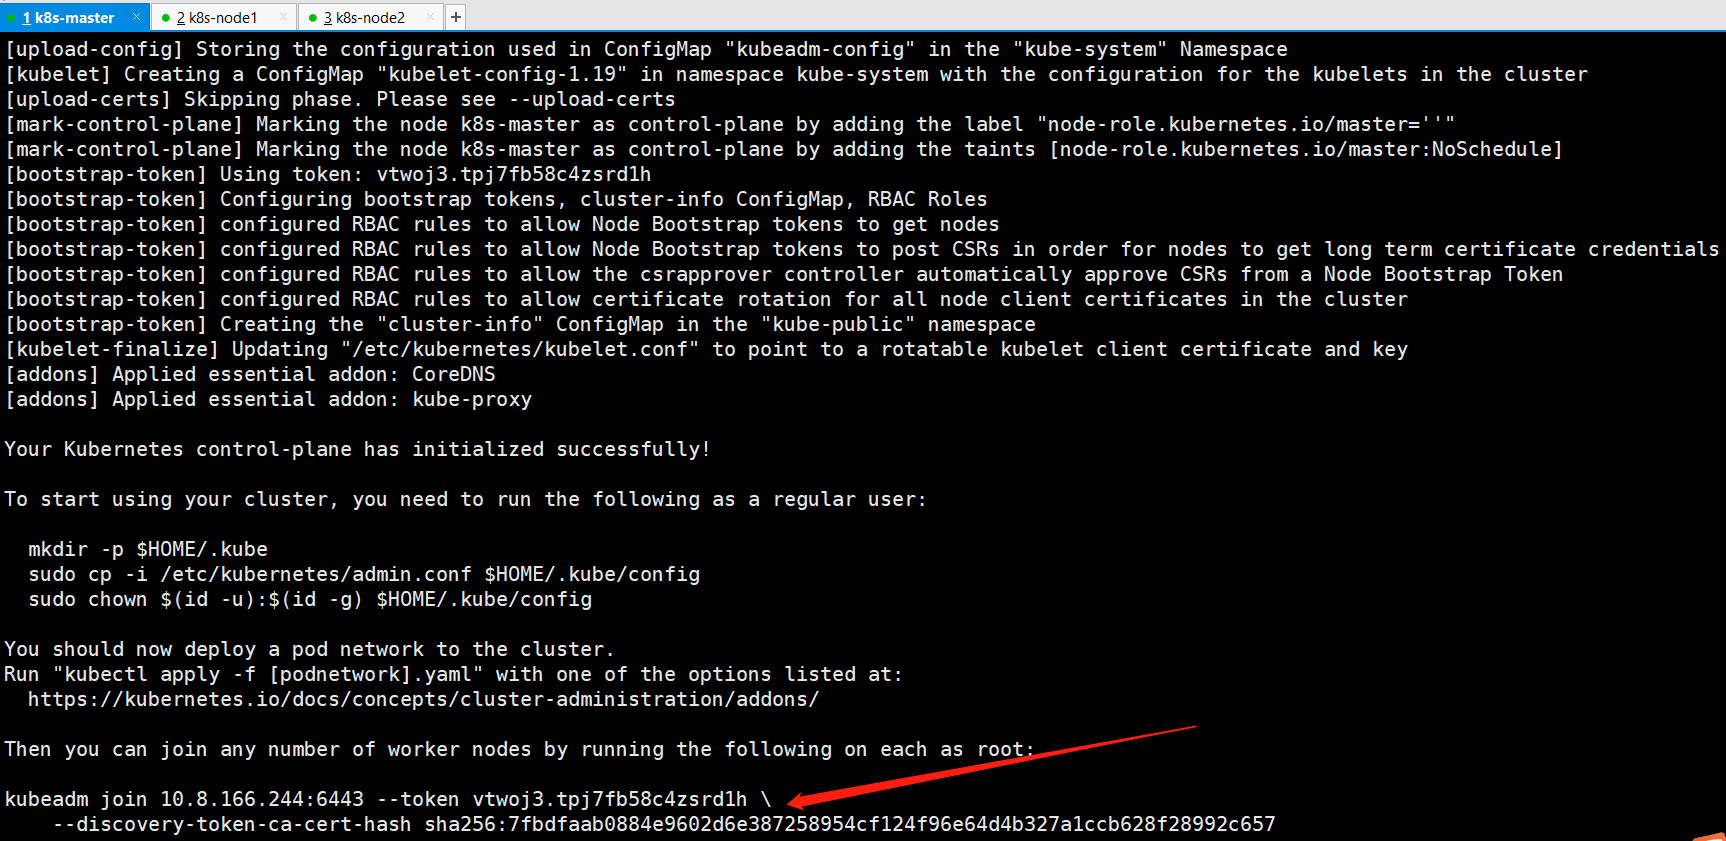 1 k8s-master × 2 k8s-node1 × 3 k8s-node2 × +
[upload-config] Storing the configuration used in ConfigMap "kubeadm-config" in the "kube-system" Namespace
[kubelet] Creating a ConfigMap "kubelet-config-1.19" in namespace kube-system with the configuration for the kubelets in the cluster
[upload-certs] Skipping phase. Please see --upload-certs
[mark-control-plane] Marking the node k8s-master as control-plane by adding the label "node-role.kubernetes.io/master=''"
[mark-control-plane] Marking the node k8s-master as control-plane by adding the taints [node-role.kubernetes.io/master:NoSchedule]
[bootstrap-token] Using token: vtwoj3.tpj7fb58c4zsrd1h
[bootstrap-token] Configuring bootstrap tokens, cluster-info ConfigMap, RBAC Roles
[bootstrap-token] configured RBAC rules to allow Node Bootstrap tokens to get nodes
[bootstrap-token] configured RBAC rules to allow Node Bootstrap tokens to post CSRs in order for nodes to get long term certificate credentials
[bootstrap-token] configured RBAC rules to allow the csrapprover controller automatically approve CSRs from a Node Bootstrap Token
[bootstrap-token] configured RBAC rules to allow certificate rotation for all node client certificates in the cluster
[bootstrap-token] Creating the "cluster-info" ConfigMap in the "kube-public" namespace
[kubelet-finalize] Updating "/etc/kubernetes/kubelet.conf" to point to a rotatable kubelet client certificate and key
[addons] Applied essential addon: CoreDNS
[addons] Applied essential addon: kube-proxy
Your Kubernetes control-plane has initialized successfully!
To start using your cluster, you need to run the following as a regular user:
mkdir -p $HOME/.kube
sudo cp -i /etc/kubernetes/admin.conf $HOME/.kube/config
sudo chown $(id -u):$(id -g) $HOME/.kube/config
You should now deploy a pod network to the cluster.
Run "kubectl apply -f [podnetwork].yaml" with one of the options listed at:
https://kubernetes.io/docs/concepts/cluster-administration/addons/
Then you can join any number of worker nodes by running the following on each as root:
kubeadm join 10.8.166.244:6443 --token vtwoj3.tpj7fb58c4zsrd1h \
--discovery-token-ca-cert-hash sha256:7fbdfaab0884e9602d6e387258954cf124f96e64d4b327a1ccb628f28992c657